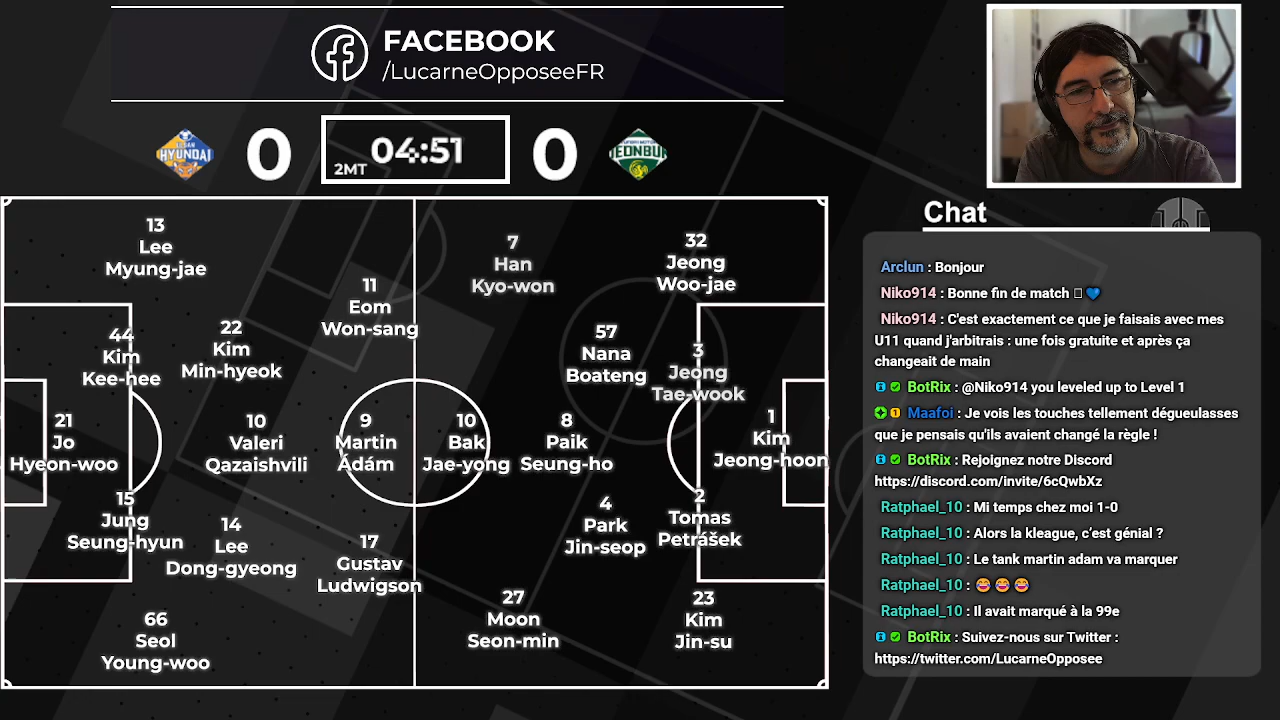 FACEBOOK
/LucarneOpposeeFR
HYUNDAI
0
2MT
04:51
0
13
Lee
Myung-jae
44
Kim
Kee-hee
22
Kim
Min-hyeok
11
Eom
Won-sang
21
Jo
Hyeon-woo
10
Valeri
Qazaishvili
9
Martin
Ádám
15
Jung
Seung-hyun
14
Lee
Dong-gyeong
17
Gustav
Ludwigson
66
Seol
Young-woo
7
Han
Kyo-won
32
Jeong
Woo-jae
57
Nana
Boateng
3
Jeong
Tae-wook
10
Bak
Jae-yong
8
Paik
Seung-ho
1
Kim
Jeong-hoon
4
Park
Jin-seop
2
Tomas
Petrášek
27
Moon
Seon-min
23
Kim
Jin-su
Chat
Arclun : Bonjour
Niko914 : Bonne fin de match 💙
Niko914 : C'est exactement ce que je faisais avec mes
U11 quand j'arbitrais : une fois gratuite et après ça
changeait de main
BotRix : @Niko914 you leveled up to Level 1
Maafoi : Je vois les touches tellement dégueulasses
que je pensais qu'ils avaient changé la règle !
BotRix : Rejoignez notre Discord
https://discord.com/invite/6cQwbXz
Ratphael_10 : Mi temps chez moi 1-0
Ratphael_10 : Alors la kleague, c’est génial ?
Ratphael_10 : Le tank martin adam va marquer
Ratphael_10 : 😂 😂 😂
Ratphael_10 : Il avait marqué à la 99e
BotRix : Suivez-nous sur Twitter :
https://twitter.com/LucarneOpposee